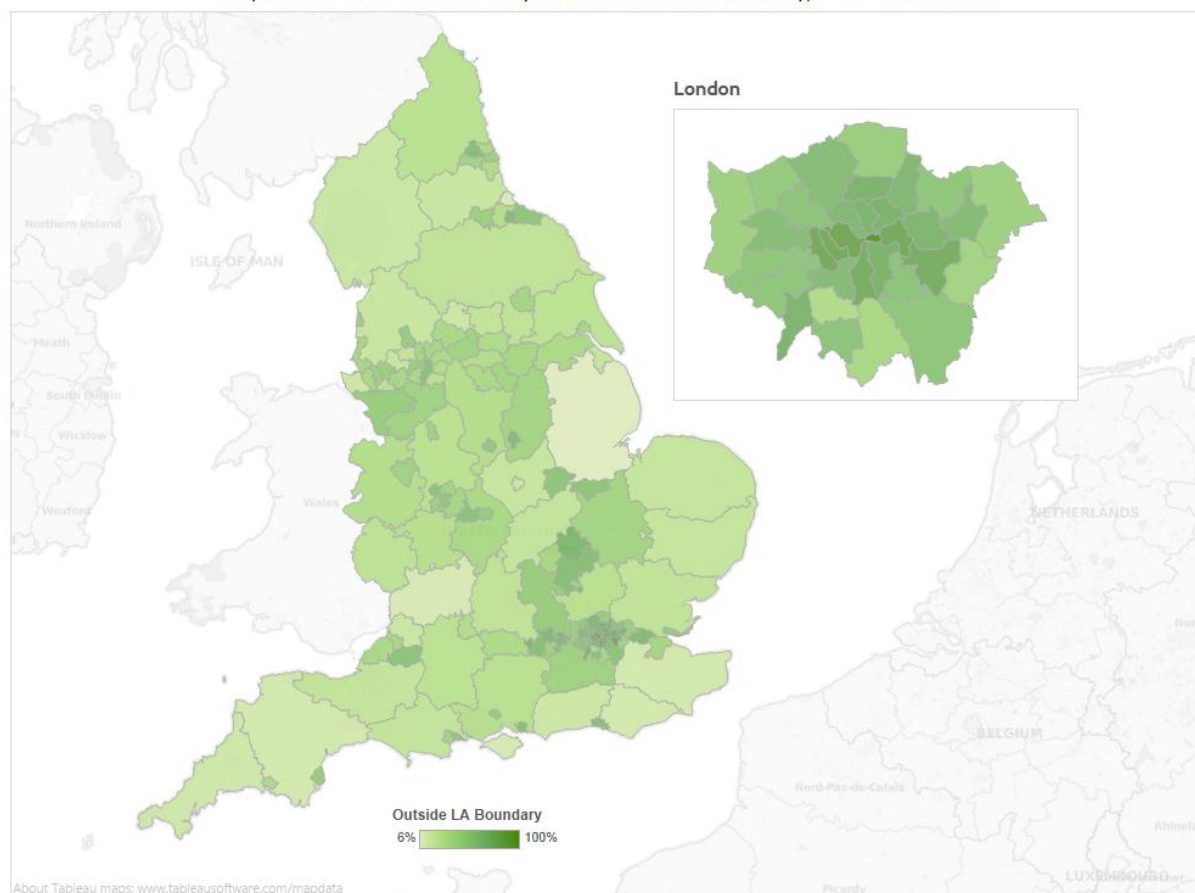 London
Northern Ireland
ISLE OF MAN
Meath
South Dublin
Wicklow
Wexford
Wales
NETHERLANDS
BELGIUM
Nord-Pas-de-Calais
Outside LA Boundary
6% 100%
LUXEMBOURG
Picardy
About Tableau maps: www.tableausoftware.com/mapdata